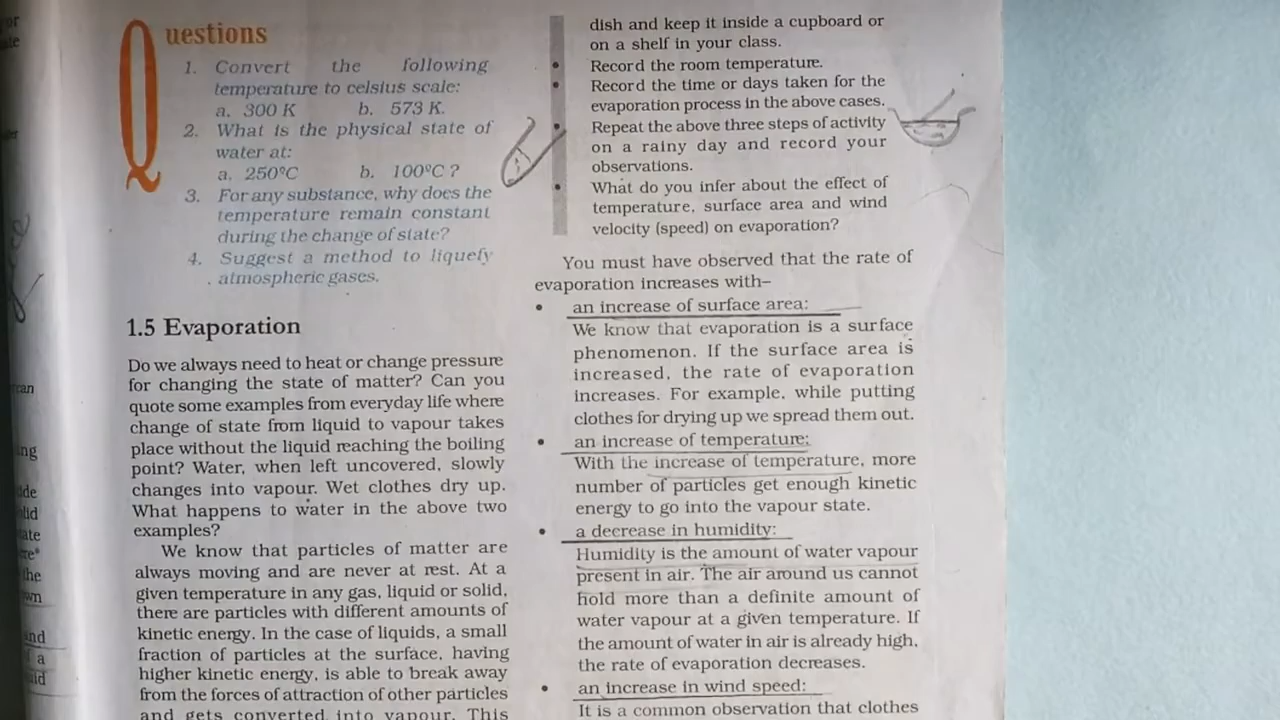 Questions
1. Convert the following
temperature to celsius scale:
a. 300 K b. 573 K.
2. What is the physical state of
water at:
a. 250°C b. 100°C ?
3. For any substance, why does the
temperature remain constant
during the change of state?
4. Suggest a method to liquefy
atmospheric gases.
1.5 Evaporation
Do we always need to heat or change pressure
for changing the state of matter? Can you
quote some examples from everyday life where
change of state from liquid to vapour takes
place without the liquid reaching the boiling
point? Water, when left uncovered, slowly
changes into vapour. Wet clothes dry up.
What happens to water in the above two
examples?
We know that particles of matter are
always moving and are never at rest. At a
given temperature in any gas, liquid or solid,
there are particles with different amounts of
kinetic energy. In the case of liquids, a small
fraction of particles at the surface, having
higher kinetic energy, is able to break away
from the forces of attraction of other particles
and gets converted into vapour. This
dish and keep it inside a cupboard or
on a shelf in your class.
• Record the room temperature.
• Record the time or days taken for the
evaporation process in the above cases.
• Repeat the above three steps of activity
on a rainy day and record your
observations.
• What do you infer about the effect of
temperature, surface area and wind
velocity (speed) on evaporation?
You must have observed that the rate of
evaporation increases with–
• an increase of surface area:
We know that evaporation is a surface
phenomenon. If the surface area is
increased, the rate of evaporation
increases. For example, while putting
clothes for drying up we spread them out.
• an increase of temperature:
With the increase of temperature, more
number of particles get enough kinetic
energy to go into the vapour state.
• a decrease in humidity:
Humidity is the amount of water vapour
present in air. The air around us cannot
hold more than a definite amount of
water vapour at a given temperature. If
the amount of water in air is already high,
the rate of evaporation decreases.
• an increase in wind speed:
It is a common observation that clothes